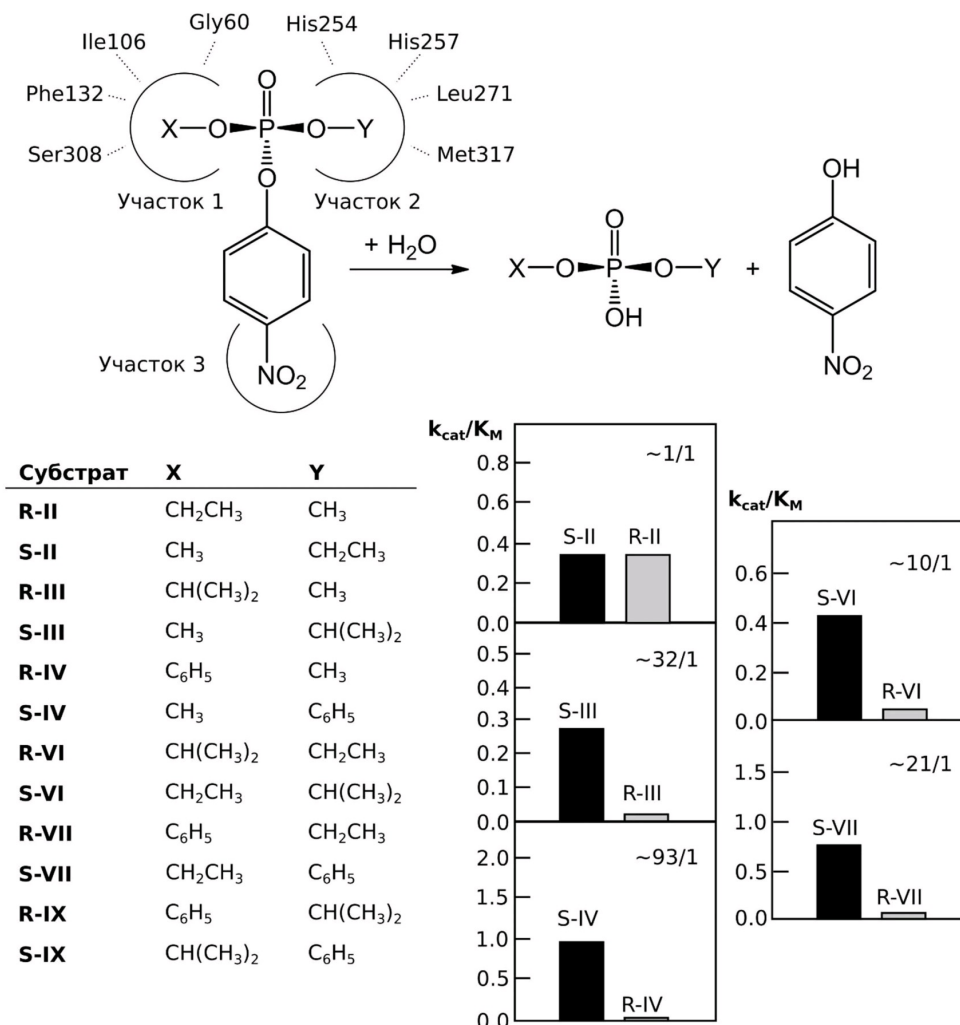 Gly60 His254
Ile106 His257
Phe132 Leu271
Ser308 Met317
O
X O P O Y
O
Участок 1 Участок 2
+ H₂O
O
X O P O Y +
OH
OH
NO₂
Участок 3
NO₂
Субстрат X Y
R-II CH₂CH₃ CH₃
S-II CH₃ CH₂CH₃
R-III CH(CH₃)₂ CH₃
S-III CH₃ CH(CH₃)₂
R-IV C₆H₅ CH₃
S-IV CH₃ C₆H₅
R-VI CH(CH₃)₂ CH₂CH₃
S-VI CH₂CH₃ CH(CH₃)₂
R-VII C₆H₅ CH₂CH₃
S-VII CH₂CH₃ C₆H₅
R-IX C₆H₅ CH(CH₃)₂
S-IX CH(CH₃)₂ C₆H₅
kcat/KM
~1/1
0.8
0.6
0.4
0.2
0.0
S-II R-II
~32/1
0.5
0.4
0.3
0.2
0.1
0.0
S-III
R-III
~93/1
2.0
1.5
1.0
0.5
0.0
S-IV
R-IV
kcat/KM
~10/1
0.6
0.4
0.2
0.0
S-VI
R-VI
~21/1
1.5
1.0
0.5
0.0
S-VII
R-VII